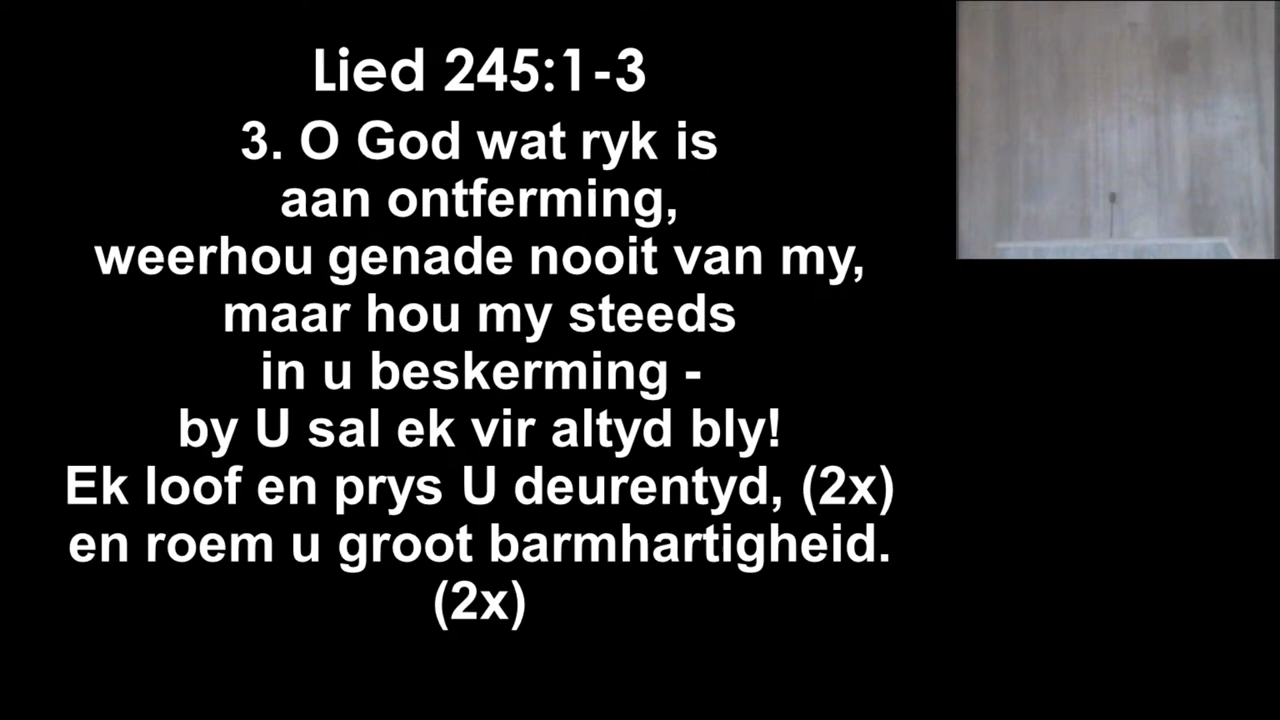 Lied 245:1-3
3. O God wat ryk is
aan ontferming,
weerhou genade nooit van my,
maar hou my steeds
in u beskerming -
by U sal ek vir altyd bly!
Ek loof en prys U deurentyd, (2x)
en roem u groot barmhartigheid.
(2x)